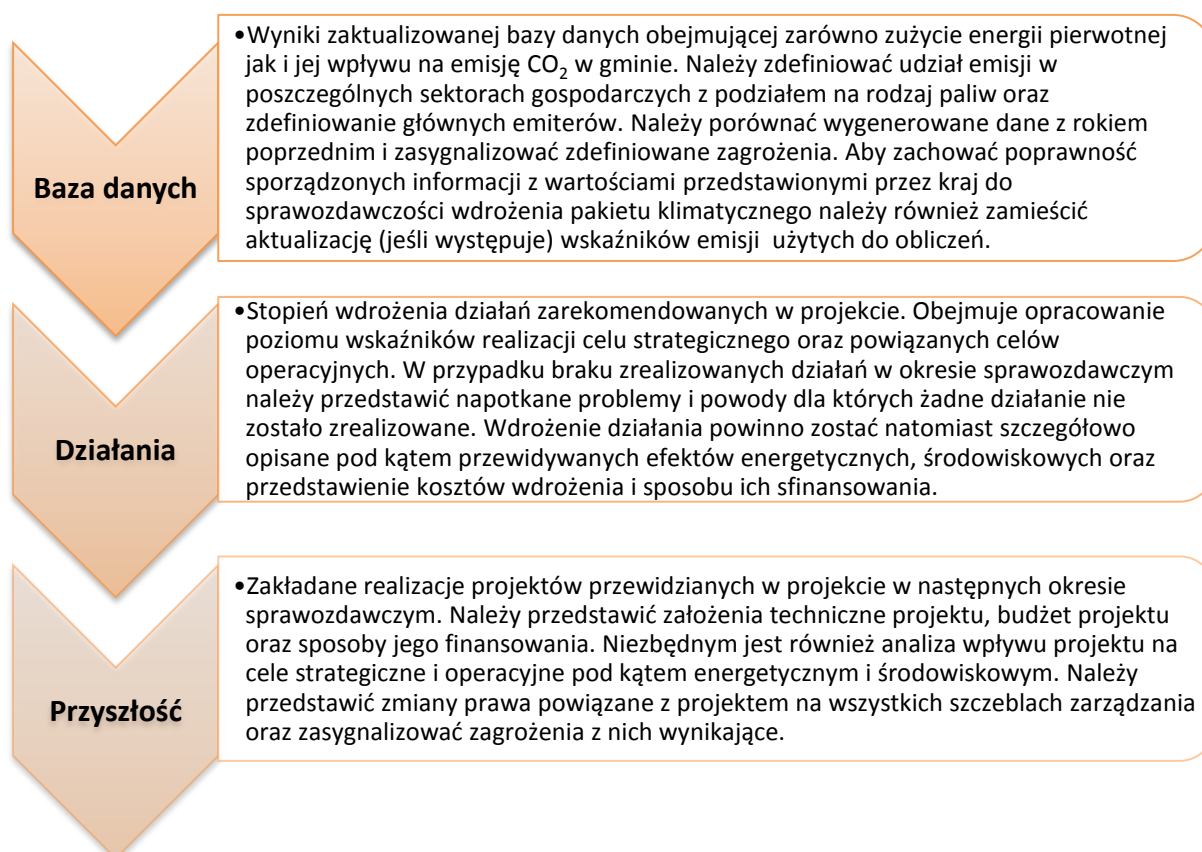 Baza danych
•Wyniki zaktualizowanej bazy danych obejmującej zarówno zużycie energii pierwotnej
jak i jej wpływu na emisję CO₂ w gminie. Należy zdefiniować udział emisji w
poszczególnych sektorach gospodarczych z podziałem na rodzaj paliw oraz
zdefiniowanie głównych emiterów. Należy porównać wygenerowane dane z rokiem
poprzednim i zasygnalizować zdefiniowane zagrożenia. Aby zachować poprawność
sporządzonych informacji z wartościami przedstawionymi przez kraj do
sprawozdawczości wdrożenia pakietu klimatycznego należy również zamieścić
aktualizację (jeśli występuje) wskaźników emisji użytych do obliczeń.
Działania
•Stopień wdrożenia działań zarekomendowanych w projekcie. Obejmuje opracowanie
poziomu wskaźników realizacji celu strategicznego oraz powiązanych celów
operacyjnych. W przypadku braku zrealizowanych działań w okresie sprawozdawczym
należy przedstawić napotkane problemy i powody dla których żadne działanie nie
zostało zrealizowane. Wdrożenie działania powinno zostać natomiast szczegółowo
opisane pod kątem przewidywanych efektów energetycznych, środowiskowych oraz
przedstawienie kosztów wdrożenia i sposobu ich sfinansowania.
Przyszłość
•Zakładane realizacje projektów przewidzianych w projekcie w następnych okresie
sprawozdawczym. Należy przedstawić założenia techniczne projektu, budżet projektu
oraz sposoby jego finansowania. Niezbędnym jest również analiza wpływu projektu na
cele strategiczne i operacyjne pod kątem energetycznym i środowiskowym. Należy
przedstawić zmiany prawa powiązane z projektem na wszystkich szczeblach zarządzania
oraz zasygnalizować zagrożenia z nich wynikające.